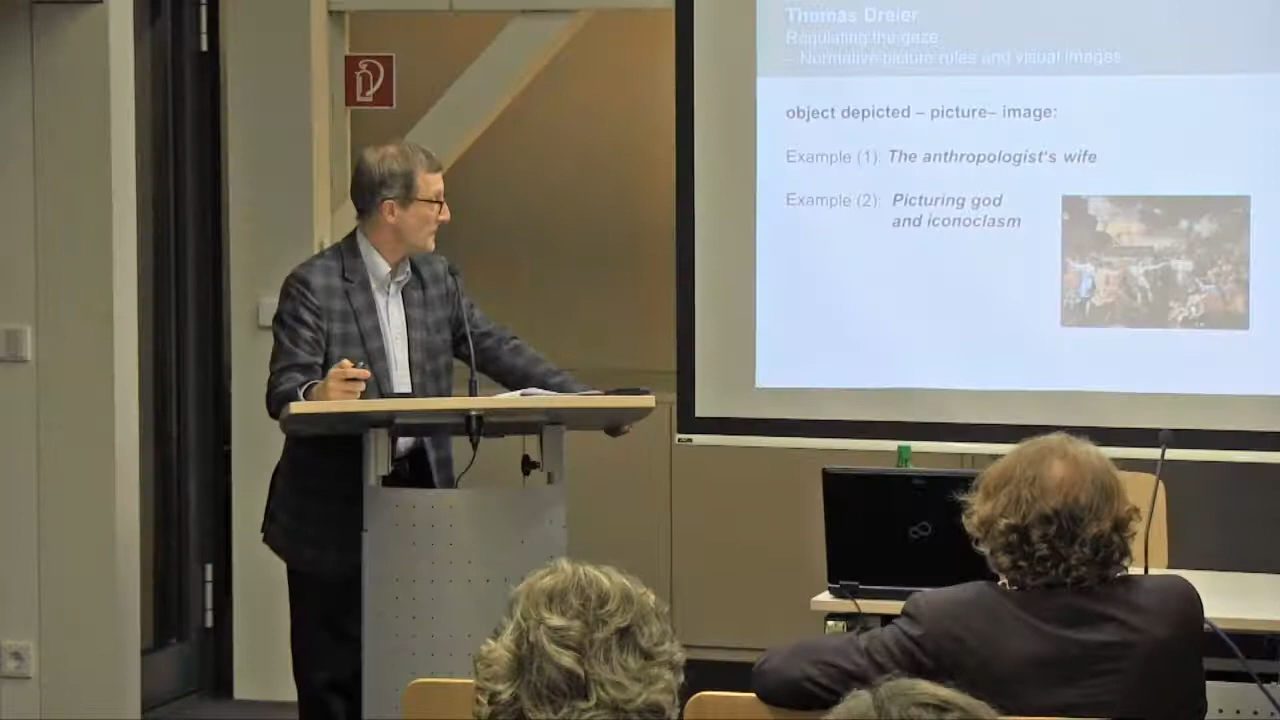 Thomas Dreier
Regulating the gaze
– Normative picture rules and visual images
object depicted – picture– image:
Example (1) The anthropologist's wife
Example (2): Picturing god
and iconoclasm